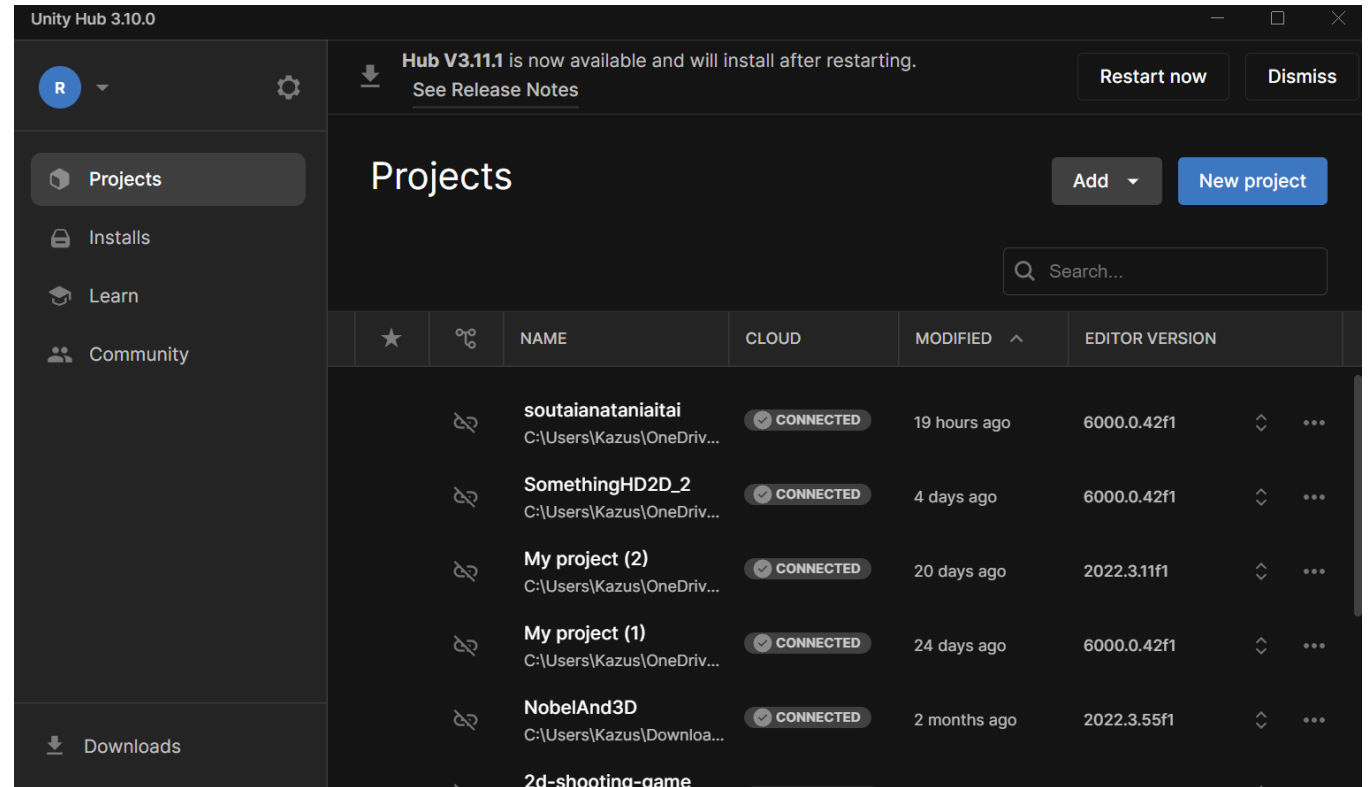 Unity Hub 3.10.0
R
Hub V3.11.1 is now available and will install after restarting.
See Release Notes
Restart now
Dismiss
Projects
Installs
Learn
Community
Downloads
Projects
Add
New project
Search...
NAME CLOUD MODIFIED EDITOR VERSION
soutaianataniaitai
C:\Users\Kazus\OneDriv...
CONNECTED
19 hours ago
6000.0.42f1
SomethingHD2D_2
C:\Users\Kazus\OneDriv...
CONNECTED
4 days ago
6000.0.42f1
My project (2)
C:\Users\Kazus\OneDriv...
CONNECTED
20 days ago
2022.3.11f1
My project (1)
C:\Users\Kazus\OneDriv...
CONNECTED
24 days ago
6000.0.42f1
NobelAnd3D
C:\Users\Kazus\Downloa...
CONNECTED
2 months ago
2022.3.55f1
2d-shooting-game